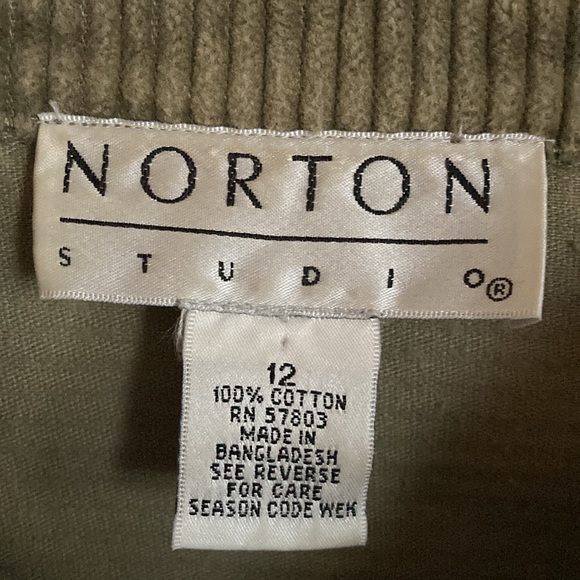 NORTON
STUDIO®
12
100% COTTON
RN 57803
MADE IN
BANGLADESH
SEE REVERSE
FOR CARE
SEASON CODE WEK